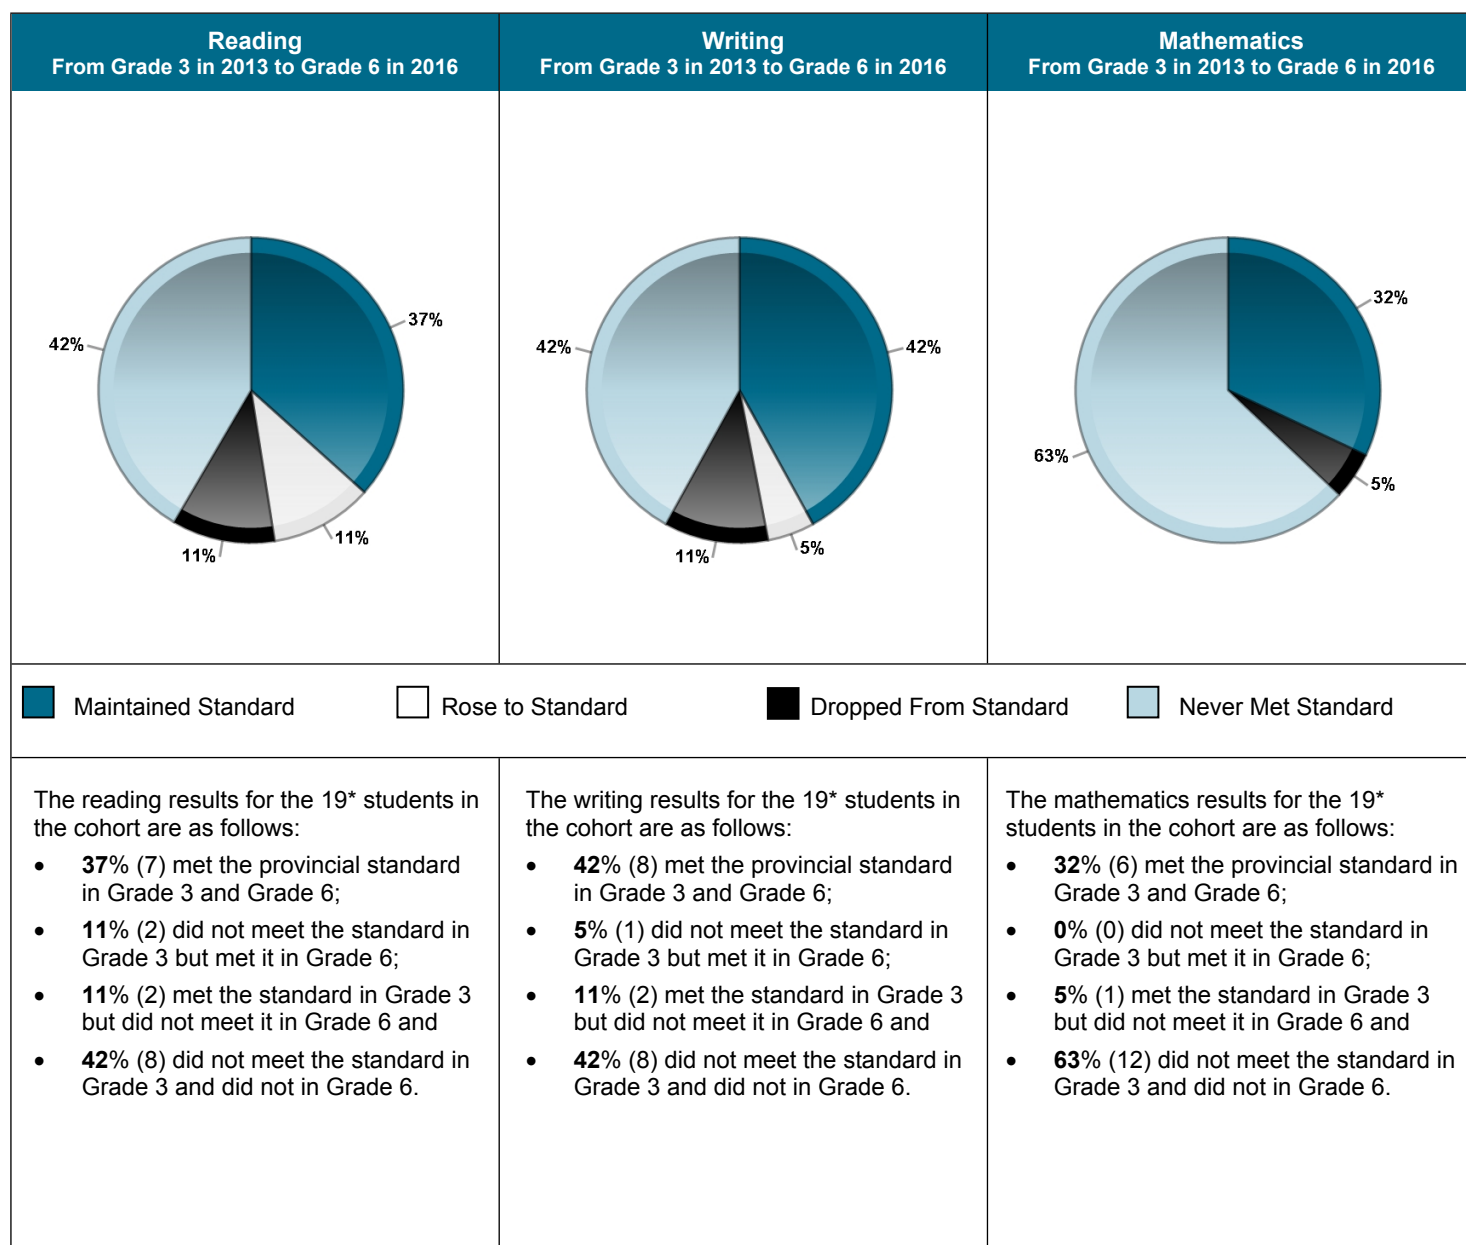 Reading
From Grade 3 in 2013 to Grade 6 in 2016
Writing
From Grade 3 in 2013 to Grade 6 in 2016
Mathematics
From Grade 3 in 2013 to Grade 6 in 2016
37%
11%
11%
42%
42%
5%
11%
42%
32%
5%
63%
Maintained Standard
Rose to Standard
Dropped From Standard
Never Met Standard
The reading results for the 19* students in
the cohort are as follows:
• 37% (7) met the provincial standard
in Grade 3 and Grade 6;
• 11% (2) did not meet the standard in
Grade 3 but met it in Grade 6;
• 11% (2) met the standard in Grade 3
but did not meet it in Grade 6 and
• 42% (8) did not meet the standard in
Grade 3 and did not in Grade 6.
The writing results for the 19* students in
the cohort are as follows:
• 42% (8) met the provincial standard
in Grade 3 and Grade 6;
• 5% (1) did not meet the standard in
Grade 3 but met it in Grade 6;
• 11% (2) met the standard in Grade 3
but did not meet it in Grade 6 and
• 42% (8) did not meet the standard in
Grade 3 and did not in Grade 6.
The mathematics results for the 19*
students in the cohort are as follows:
• 32% (6) met the provincial standard in
Grade 3 and Grade 6;
• 0% (0) did not meet the standard in
Grade 3 but met it in Grade 6;
• 5% (1) met the standard in Grade 3
but did not meet it in Grade 6 and
• 63% (12) did not meet the standard in
Grade 3 and did not in Grade 6.